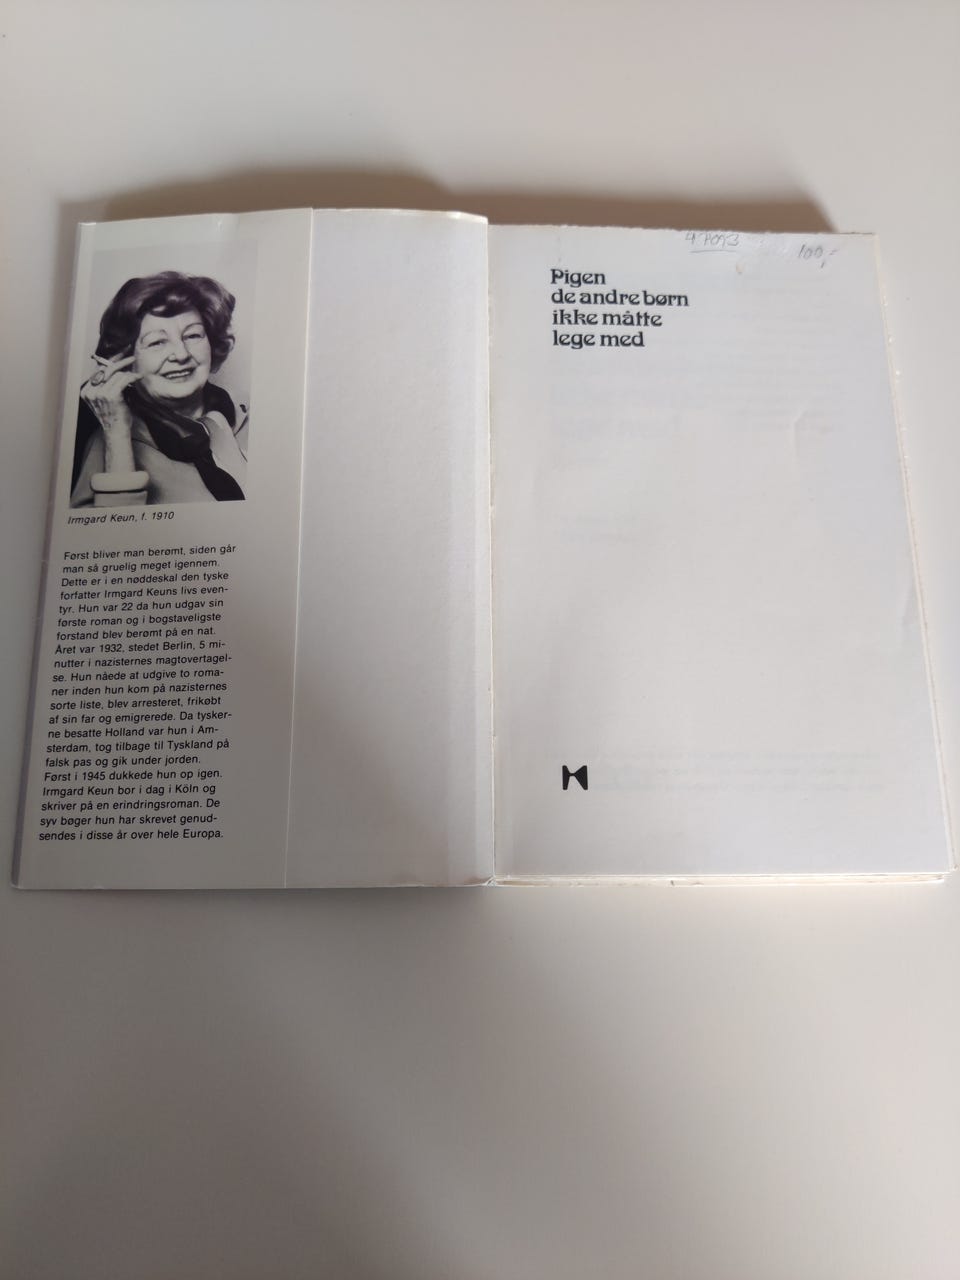 Irmgard Keun, f. 1910
Først bliver man berømt, siden går
man så gruelig meget igennem.
Dette er i en nøddeskal den tyske
forfatter Irmgard Keuns livs even-
tyr. Hun var 22 da hun udgav sin
første roman og i bogstaveligste
forstand blev berømt på en nat.
Året var 1932, stedet Berlin, 5 mi-
nutter i nazisternes magtovertagel-
se. Hun nåede at udgive to roma-
ner inden hun kom på nazisternes
sorte liste, blev arresteret, frikøbt
af sin far og emigrerede. Da tysker-
ne besatte Holland var hun i Am-
sterdam, tog tilbage til Tyskland på
falsk pas og gik under jorden.
Først i 1945 dukkede hun op igen.
Irmgard Keun bor i dag i Köln og
skriver på en erindringsroman. De
syv bøger hun har skrevet genud-
sendes i disse år over hele Europa.
100,-
Pigen
de andre børn
ikke måtte
lege med